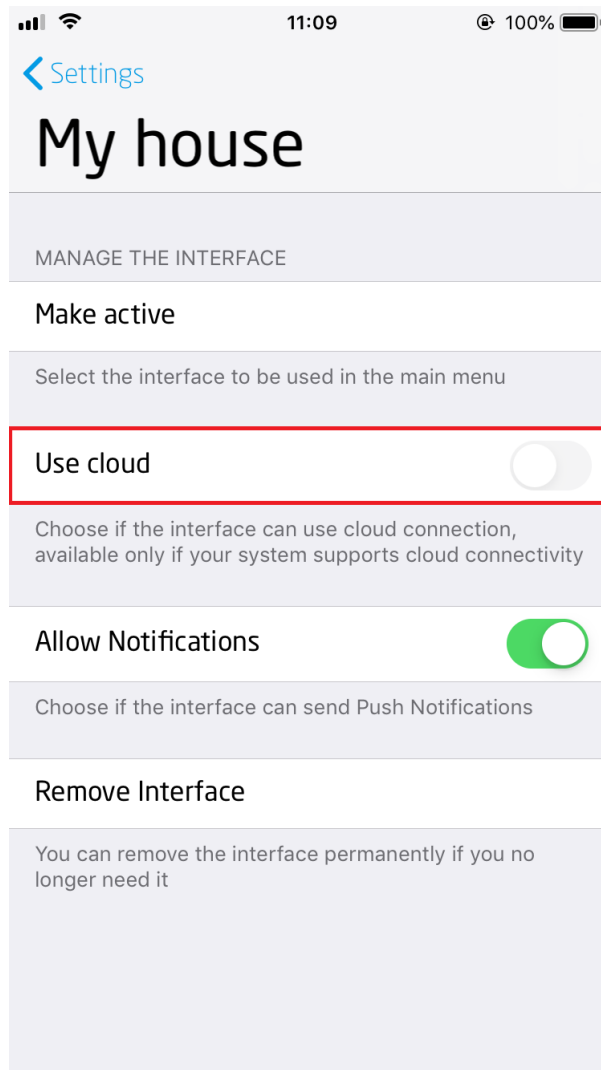 11:09
100%
Settings
My house
MANAGE THE INTERFACE
Make active
Select the interface to be used in the main menu
Use cloud
Choose if the interface can use cloud connection,
available only if your system supports cloud connectivity
Allow Notifications
Choose if the interface can send Push Notifications
Remove Interface
You can remove the interface permanently if you no
longer need it